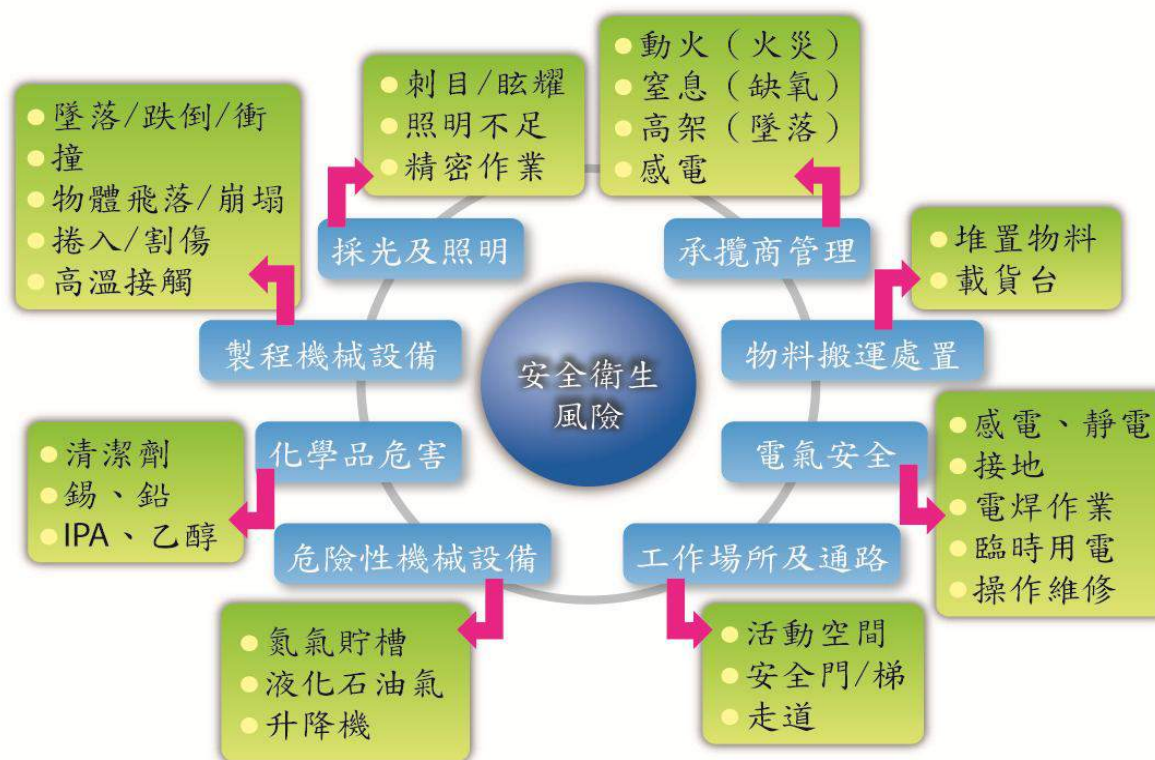 安全衛生
風險
採光及照明
刺目/眩耀
照明不足
精密作業
承攬商管理
動火（火災）
窒息（缺氧）
高架（墜落）
感電
物料搬運處置
堆置物料
載貨台
電氣安全
感電、靜電
接地
電焊作業
臨時用電
操作維修
工作場所及通路
活動空間
安全門/梯
走道
危險性機械設備
氮氣貯槽
液化石油氣
升降機
化學品危害
清潔劑
錫、鉛
IPA、乙醇
製程機械設備
墜落/跌倒/衝
撞
物體飛落/崩塌
捲入/割傷
高溫接觸